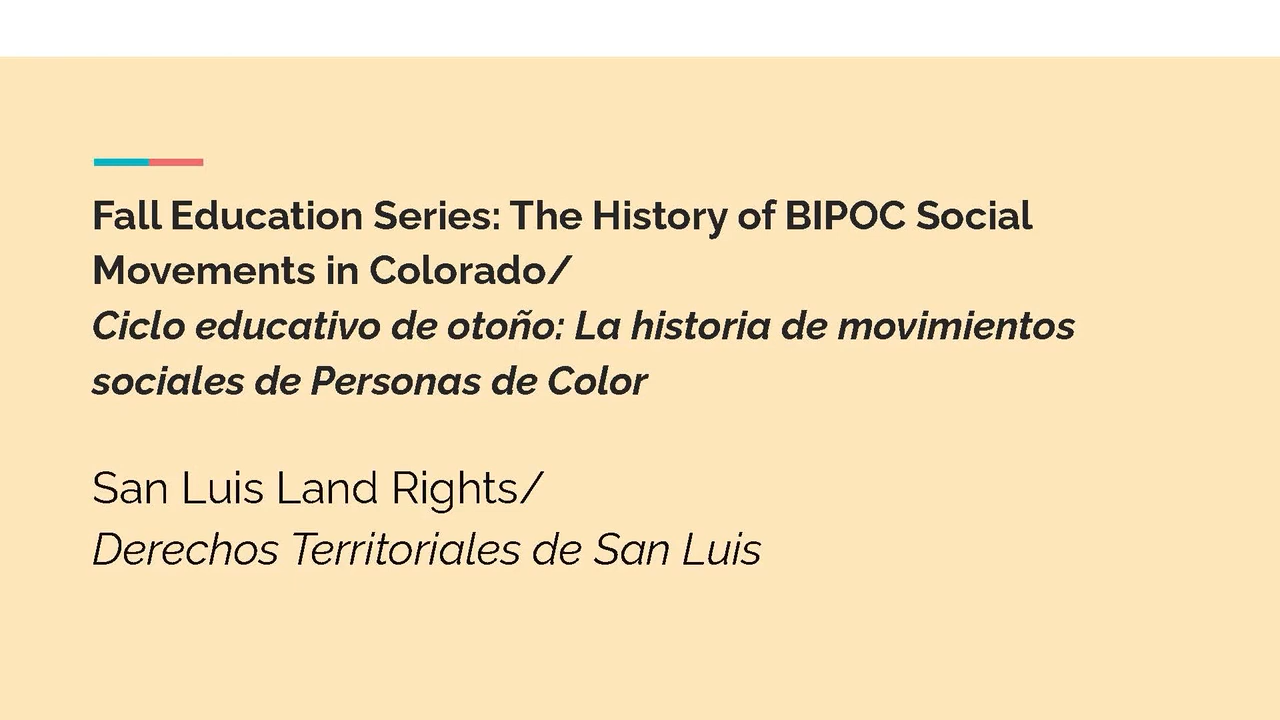 Fall Education Series: The History of BIPOC Social
Movements in Colorado/
Ciclo educativo de otoño: La historia de movimientos
sociales de Personas de Color
San Luis Land Rights/
Derechos Territoriales de San Luis